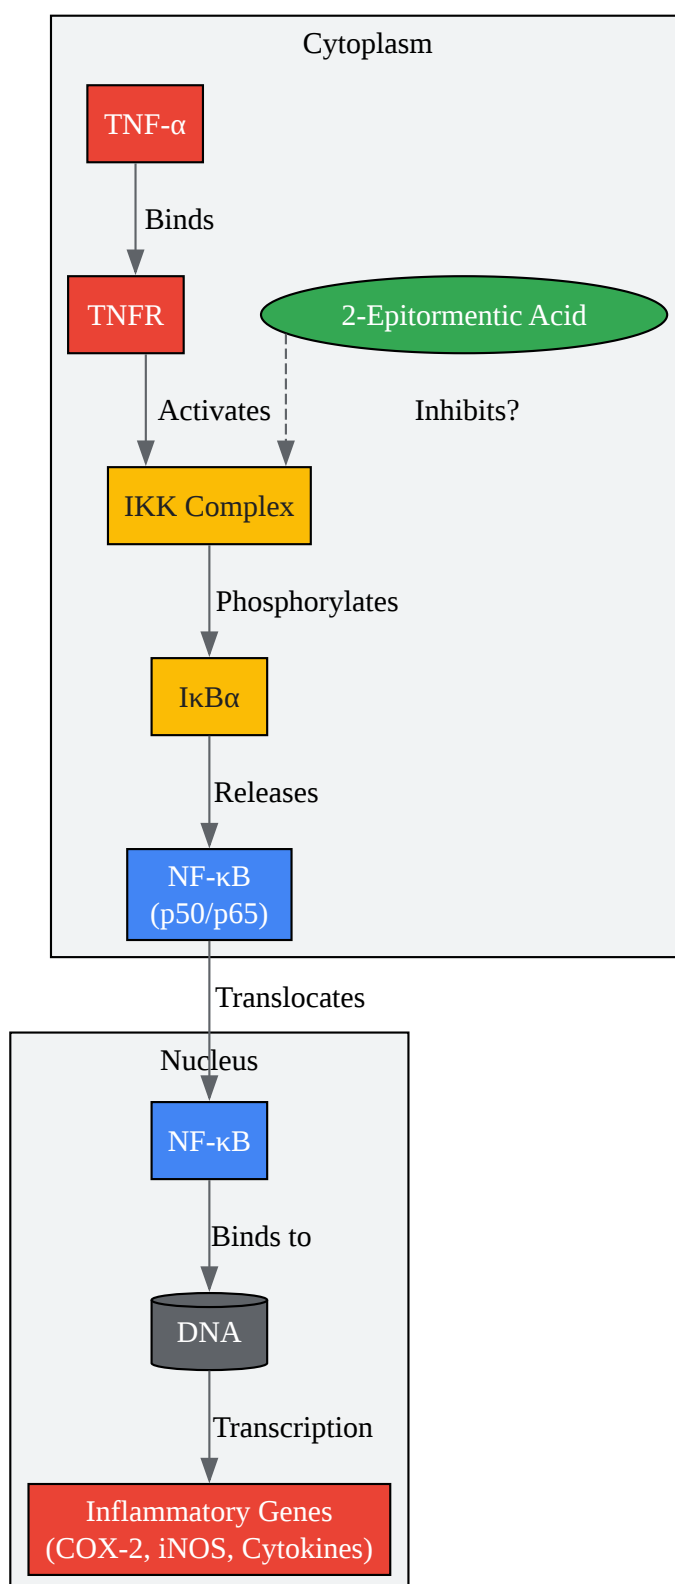 Cytoplasm
TNF-α
Binds
TNFR
2-Epitormentic Acid
Activates
Inhibits?
IKK Complex
Phosphorylates
IκBα
Releases
NF-κB
(p50/p65)
Translocates
Nucleus
NF-κB
Binds to
DNA
Transcription
Inflammatory Genes
(COX-2, iNOS, Cytokines)